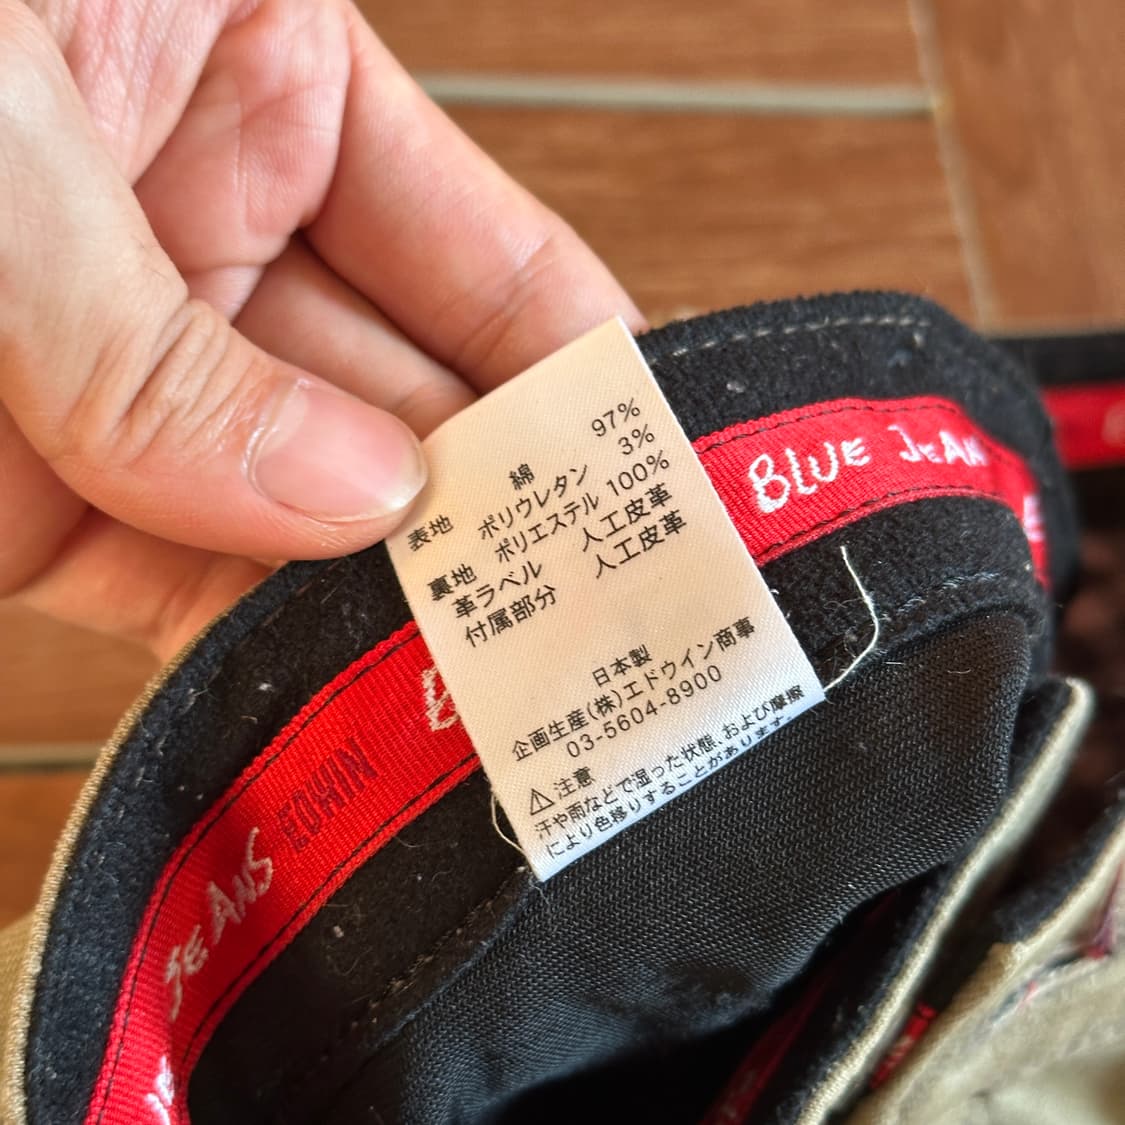 綿 97%
表地 ポリウレタン 3%
裏地 ポリエステル 100%
革ラベル 人工皮革
付属部分 人工皮革
日本製
企画生産(株)エドウイン商事
03-5604-8900
⚠ 注意
汗や雨などで湿った状態、および摩擦
により色移りすることがあります。
BLUE JEAN
B
EDWIN
JEANS